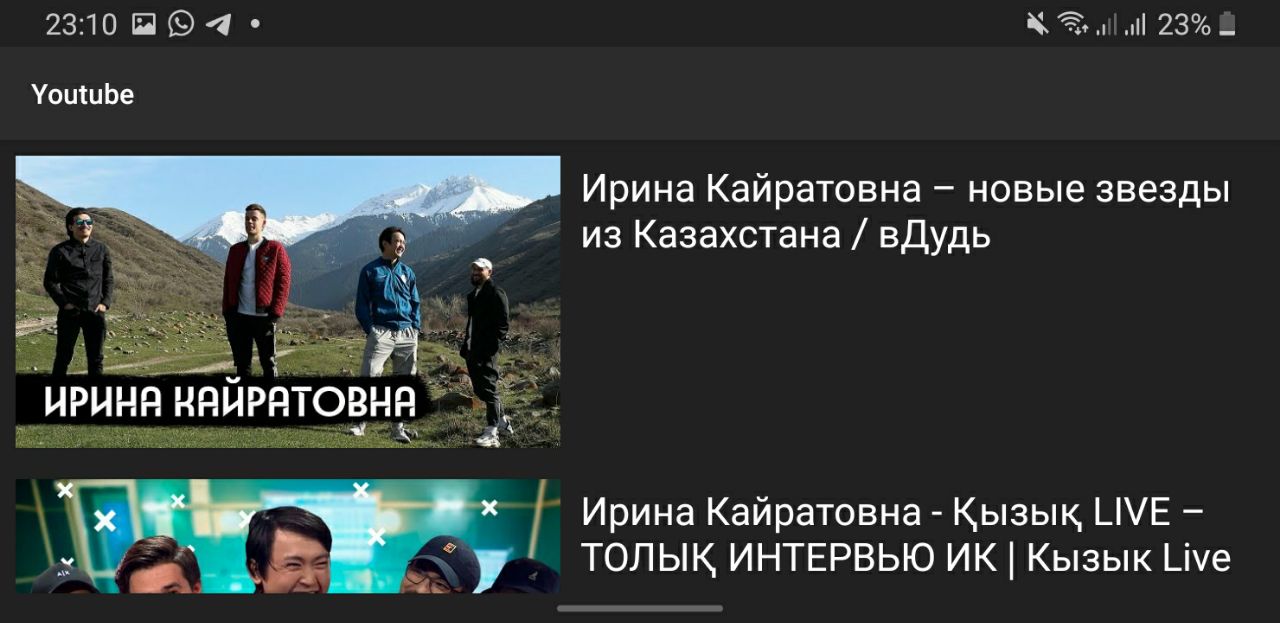 23:10
23%
Youtube
Ирина Кайратовна – новые звезды
из Казахстана / вДудь
ИРИНА КАЙРАТОВНА
Ирина Кайратовна - Қызық LIVE –
ТОЛЫҚ ИНТЕРВЬЮ ИК | Кызык Live